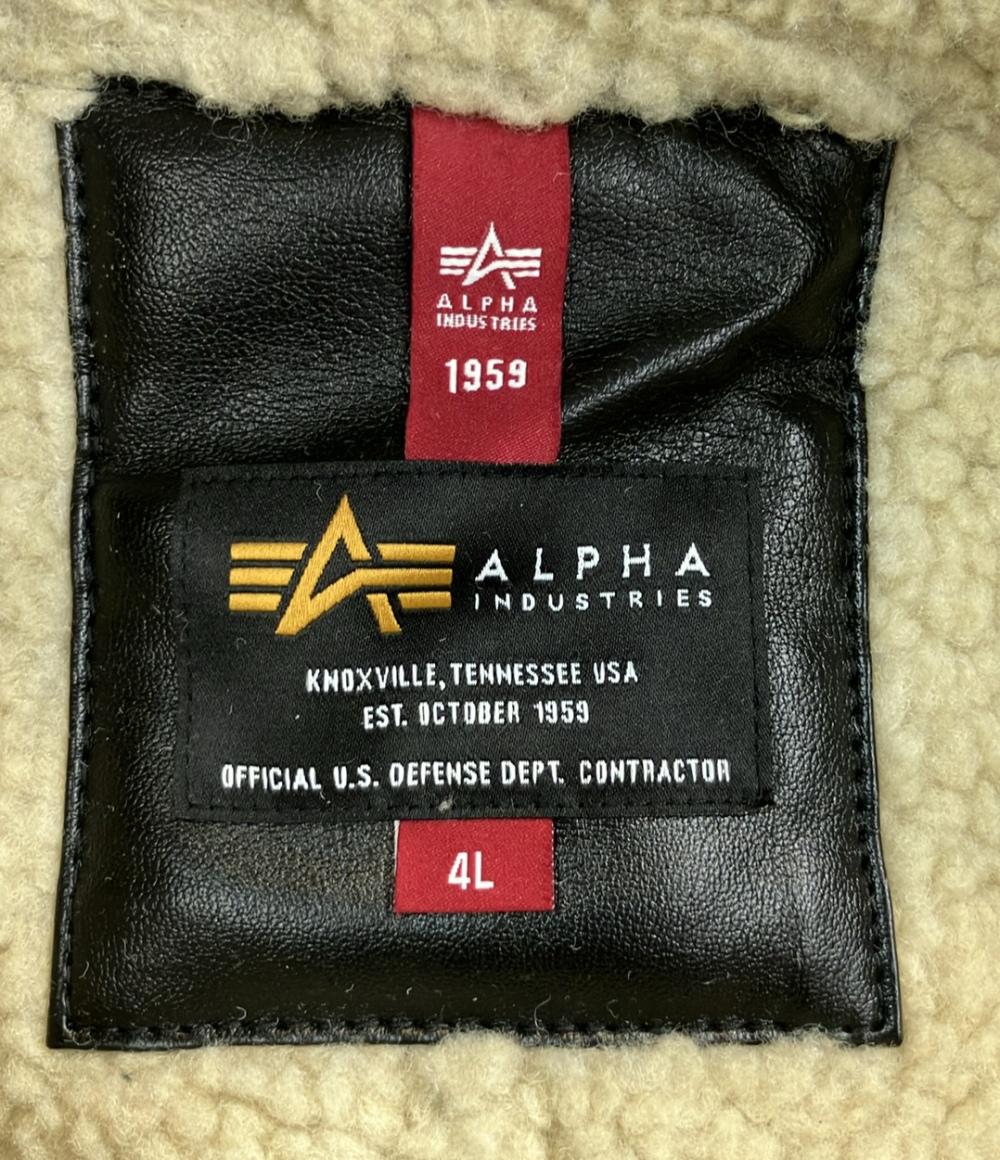 ALPHA
INDUSTRIES
1959
ALPHA
INDUSTRIES
KNOXVILLE, TENNESSEE USA
EST. OCTOBER 1959
OFFICIAL U.S. DEFENSE DEPT. CONTRACTOR
4L